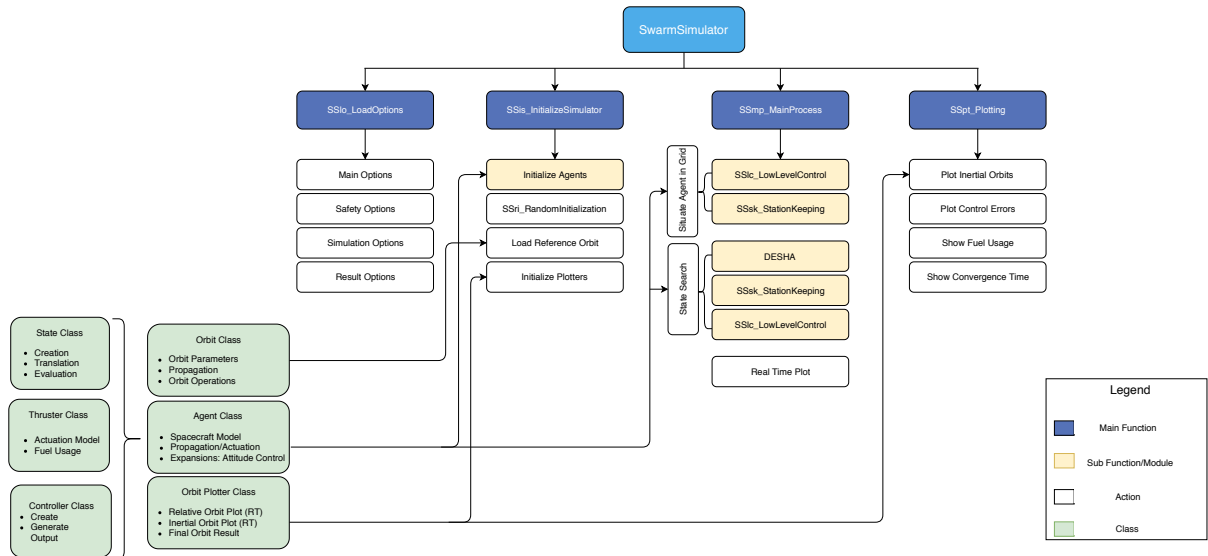 SwarmSimulator
SSlo_LoadOptions
SSis_InitializeSimulator
SSmp_MainProcess
SSpt_Plotting
Main Options
Safety Options
Simulation Options
Result Options
Initialize Agents
SSri_RandomInitialization
Load Reference Orbit
Initialize Plotters
Situate Agent in Grid
SSlc_LowLevelControl
SSsk_StationKeeping
State Search
DESHA
SSsk_StationKeeping
SSlc_LowLevelControl
Real Time Plot
Plot Inertial Orbits
Plot Control Errors
Show Fuel Usage
Show Convergence Time
State Class
• Creation
• Translation
• Evaluation
Thruster Class
• Actuation Model
• Fuel Usage
Controller Class
• Create
• Generate
Output
Orbit Class
• Orbit Parameters
• Propagation
• Orbit Operations
Agent Class
• Spacecraft Model
• Propagation/Actuation
• Expansions: Attitude Control
Orbit Plotter Class
• Relative Orbit Plot (RT)
• Inertial Orbit Plot (RT)
• Final Orbit Result
Legend
Main Function
Sub Function/Module
Action
Class